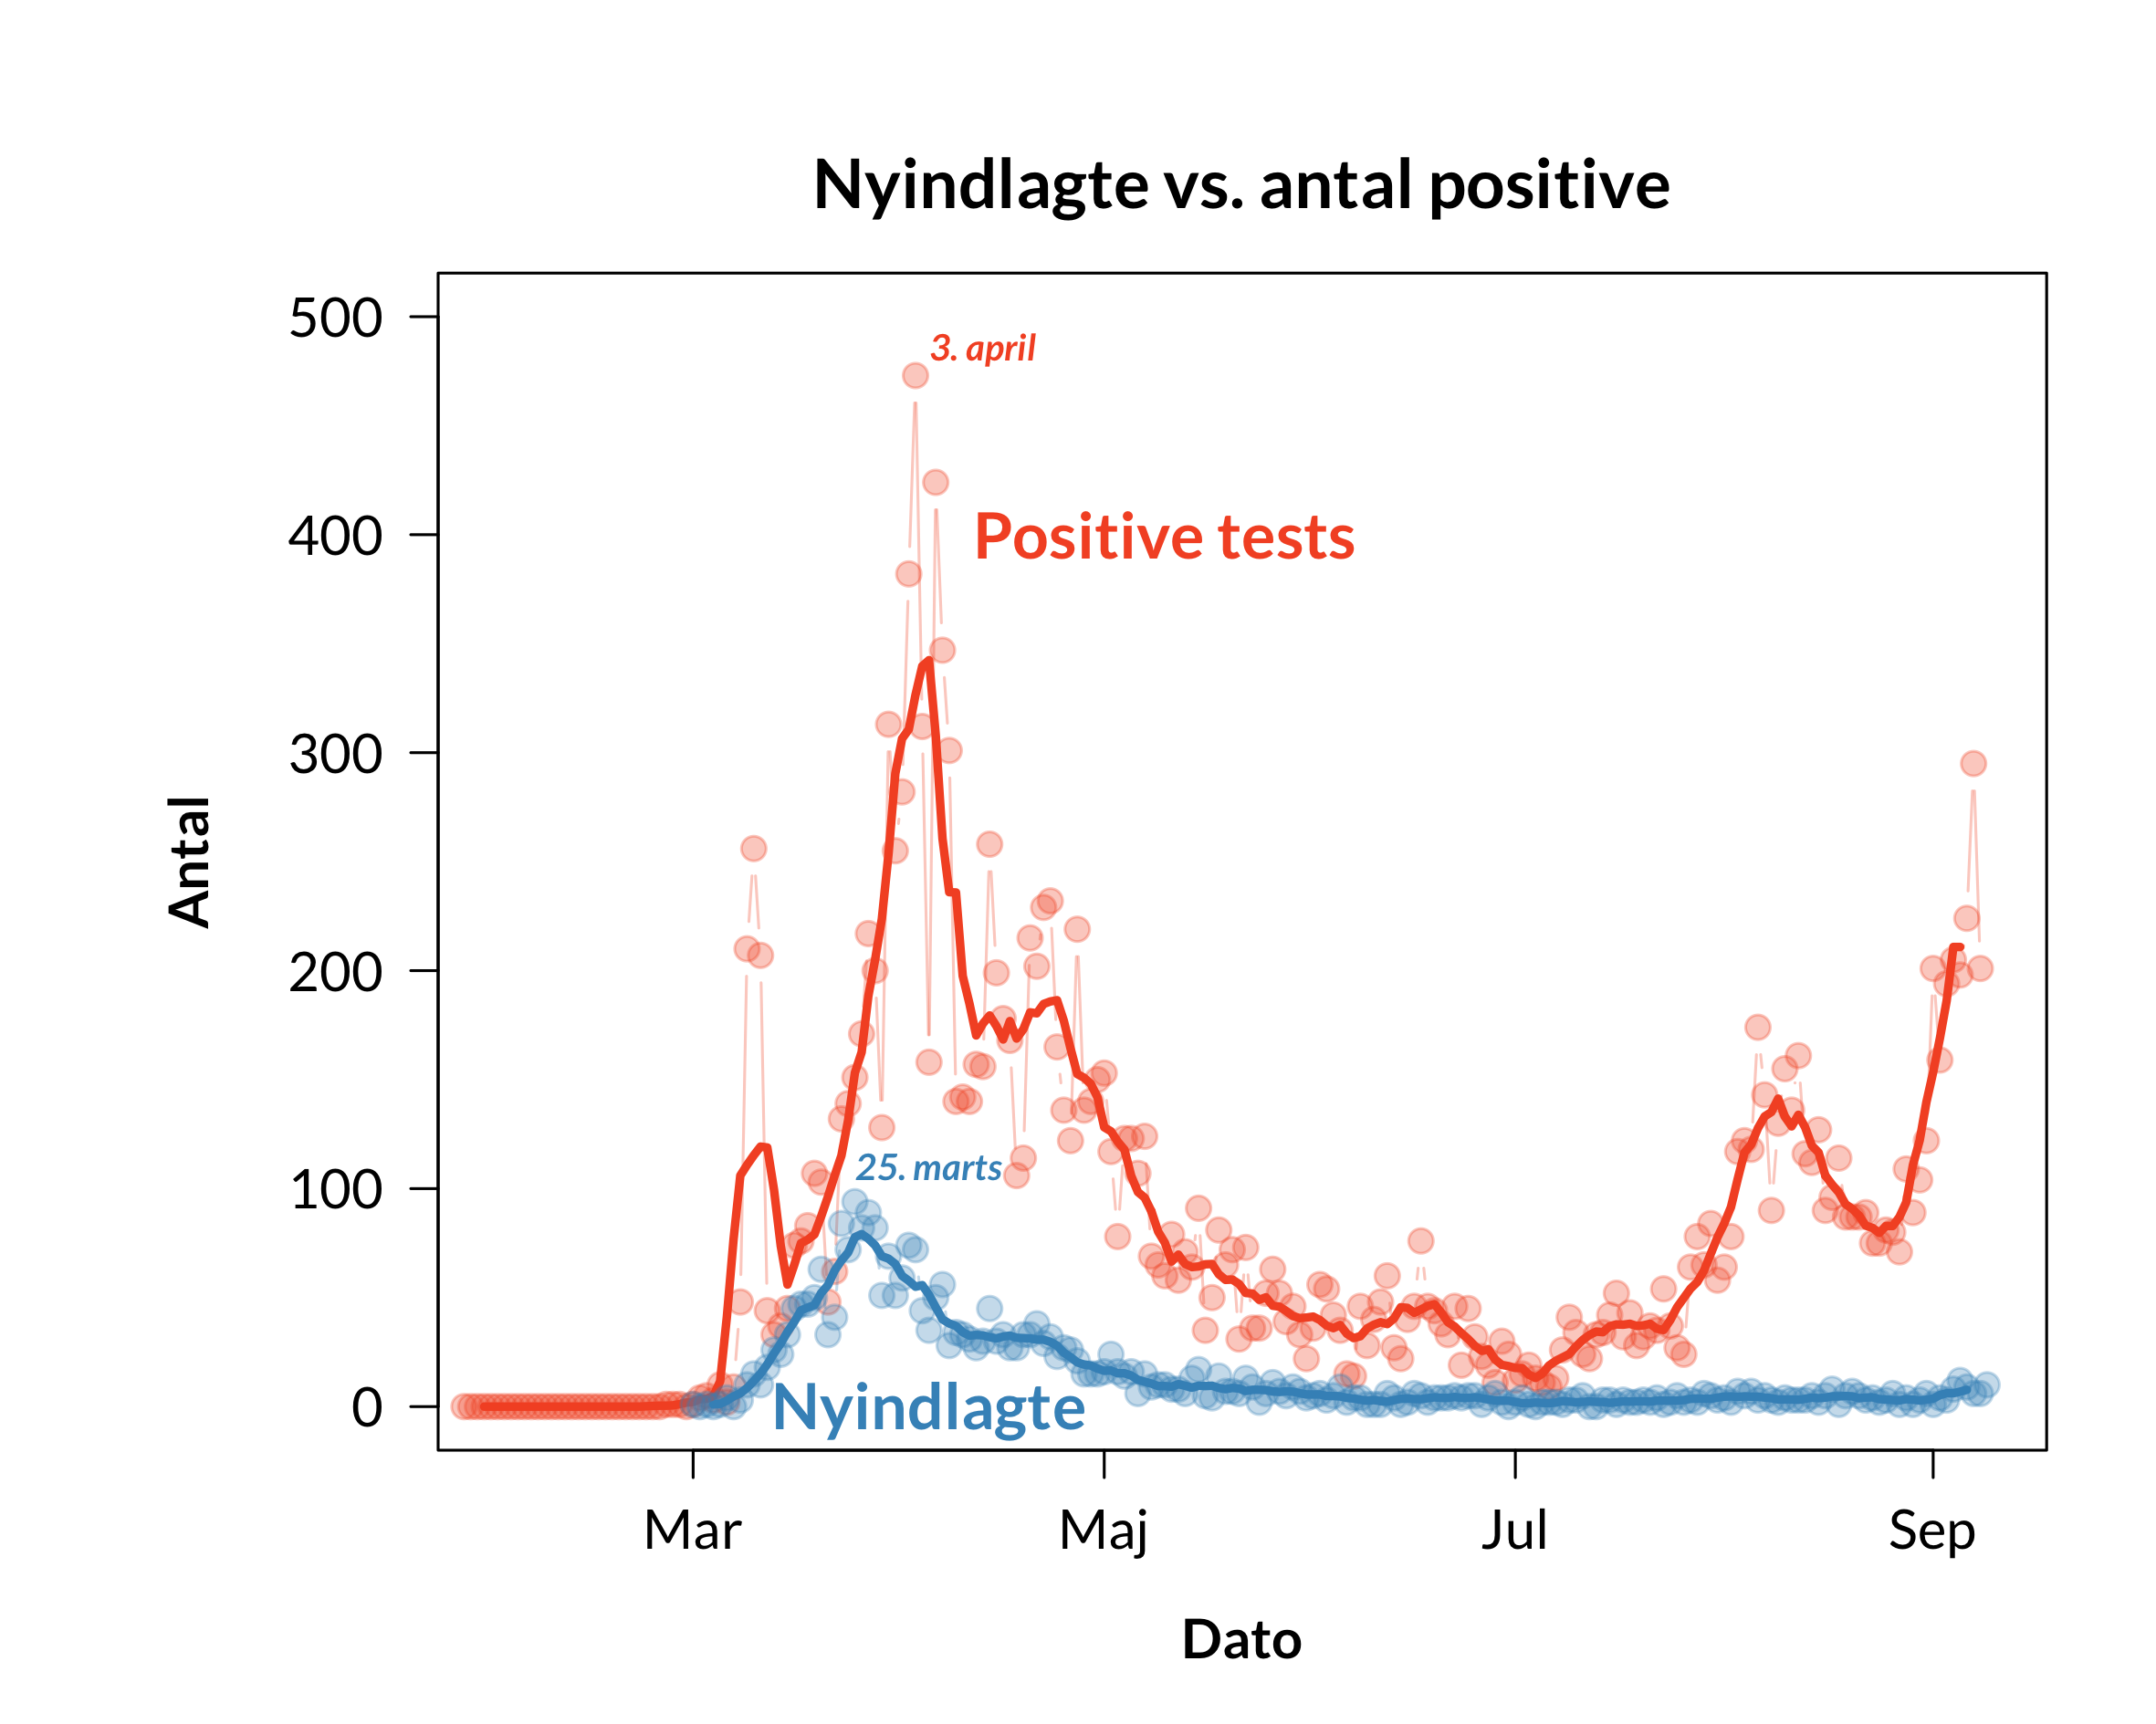 Nyindlagte vs. antal positive
500
400
300
200
100
0
Antal
3. april
Positive tests
25. marts
Nyindlagte
Mar
Maj
Jul
Sep
Dato